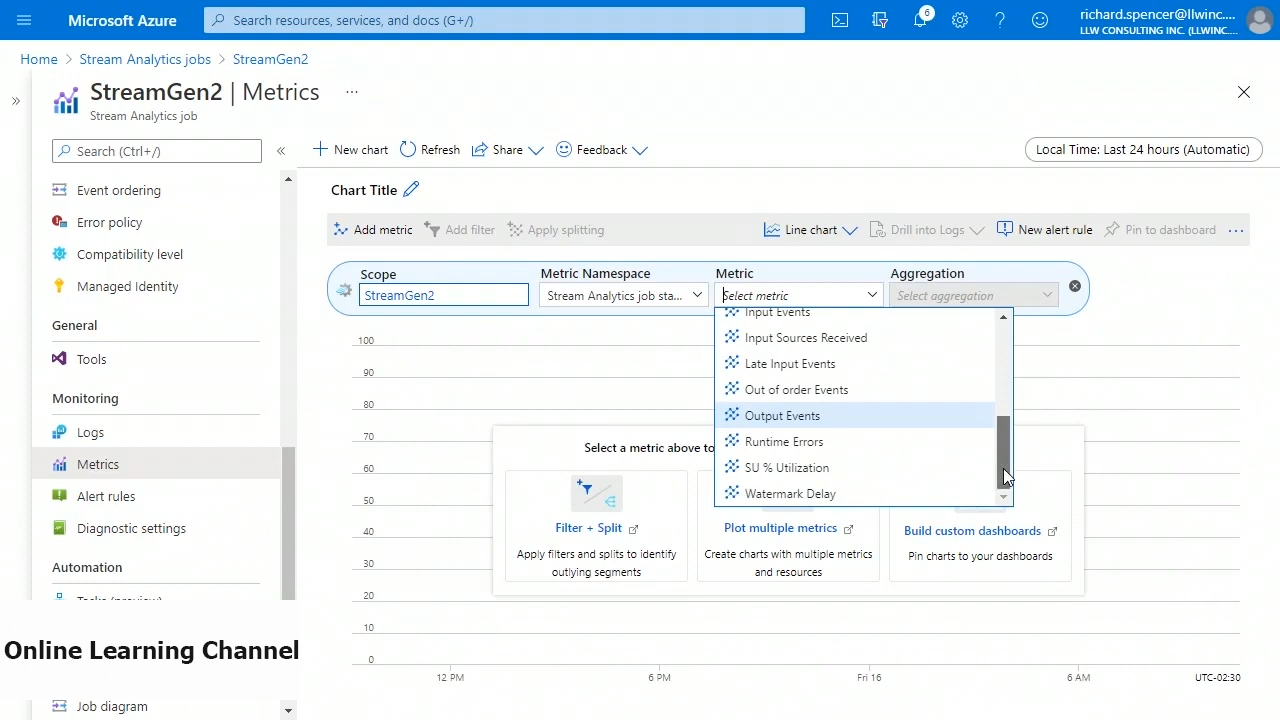 Microsoft Azure
Search resources, services, and docs (G+/)
6
richard.spencer@llwinc....
LLW CONSULTING INC. (LLWINC....
Home > Stream Analytics jobs > StreamGen2
StreamGen2 | Metrics ...
Stream Analytics job
Search (Ctrl+/)
Event ordering
Error policy
Compatibility level
Managed Identity
General
Tools
Monitoring
Logs
Metrics
Alert rules
Diagnostic settings
Automation
Tasks (preview)
Online Learning Channel
Job diagram
New chart Refresh Share Feedback
Local Time: Last 24 hours (Automatic)
Chart Title
Add metric Add filter Apply splitting Line chart Drill into Logs New alert rule Pin to dashboard ...
Scope Metric Namespace Metric Aggregation
StreamGen2 Stream Analytics job sta... Select metric Select aggregation
Input Events
Input Sources Received
Late Input Events
Out of order Events
Output Events
Runtime Errors
SU % Utilization
Watermark Delay
100
90
80
70
60
50
40
30
20
10
0
Select a metric above to
Filter + Split
Apply filters and splits to identify
outlying segments
Plot multiple metrics
Create charts with multiple metrics
and resources
Build custom dashboards
Pin charts to your dashboards
12 PM 6 PM Fri 16 6 AM UTC-02:30